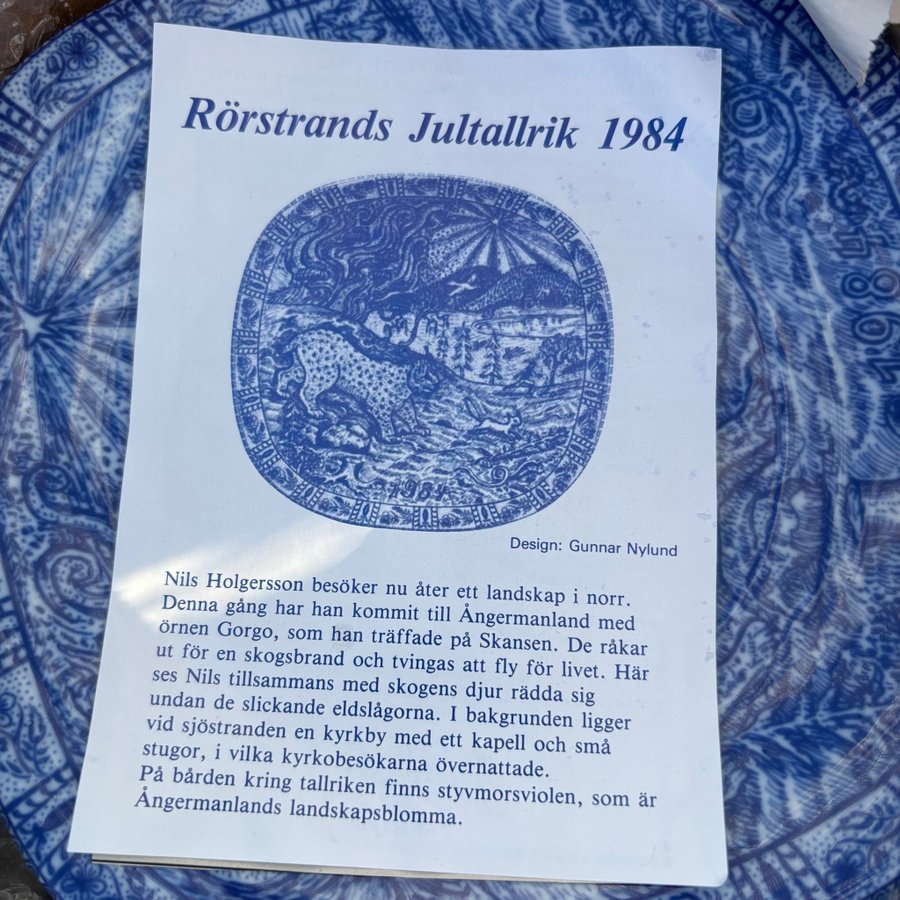 Rörstrands Jultallrik 1984
1984
Design: Gunnar Nylund
Nils Holgersson besöker nu åter ett landskap i norr.
Denna gång har han kommit till Ångermanland med
örnen Gorgo, som han träffade på Skansen. De råkar
ut för en skogsbrand och tvingas att fly för livet. Här
ses Nils tillsammans med skogens djur rädda sig
undan de slickande eldslågorna. I bakgrunden ligger
vid sjöstranden en kyrkby med ett kapell och små
stugor, i vilka kyrkobesökarna övernattade.
På bården kring tallriken finns styvmorsviolen, som är
Ångermanlands landskapsblomma.
1984